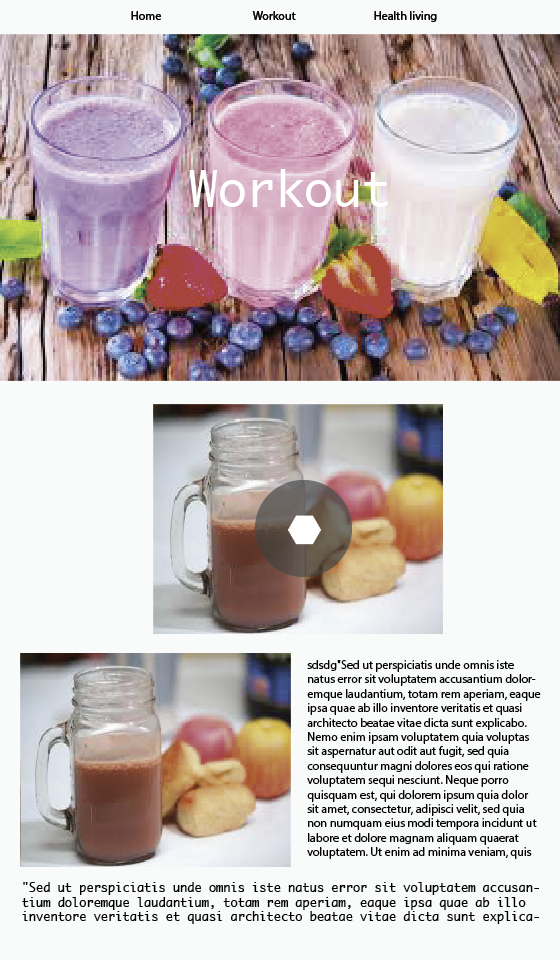 Home Workout Health living
Workout
sdsdg"Sed ut perspiciatis unde omnis iste
natus error sit voluptatem accusantium dolor-
emque laudantium, totam rem aperiam, eaque
ipsa quae ab illo inventore veritatis et quasi
architecto beatae vitae dicta sunt explicabo.
Nemo enim ipsam voluptatem quia voluptas
sit aspernatur aut odit aut fugit, sed quia
consequuntur magni dolores eos qui ratione
voluptatem sequi nesciunt. Neque porro
quisquam est, qui dolorem ipsum quia dolor
sit amet, consectetur, adipisci velit, sed quia
non numquam eius modi tempora incidunt ut
labore et dolore magnam aliquam quaerat
voluptatem. Ut enim ad minima veniam, quis
"Sed ut perspiciatis unde omnis iste natus error sit voluptatem accusan-
tium doloremque laudantium, totam rem aperiam, eaque ipsa quae ab illo
inventore veritatis et quasi architecto beatae vitae dicta sunt explica-